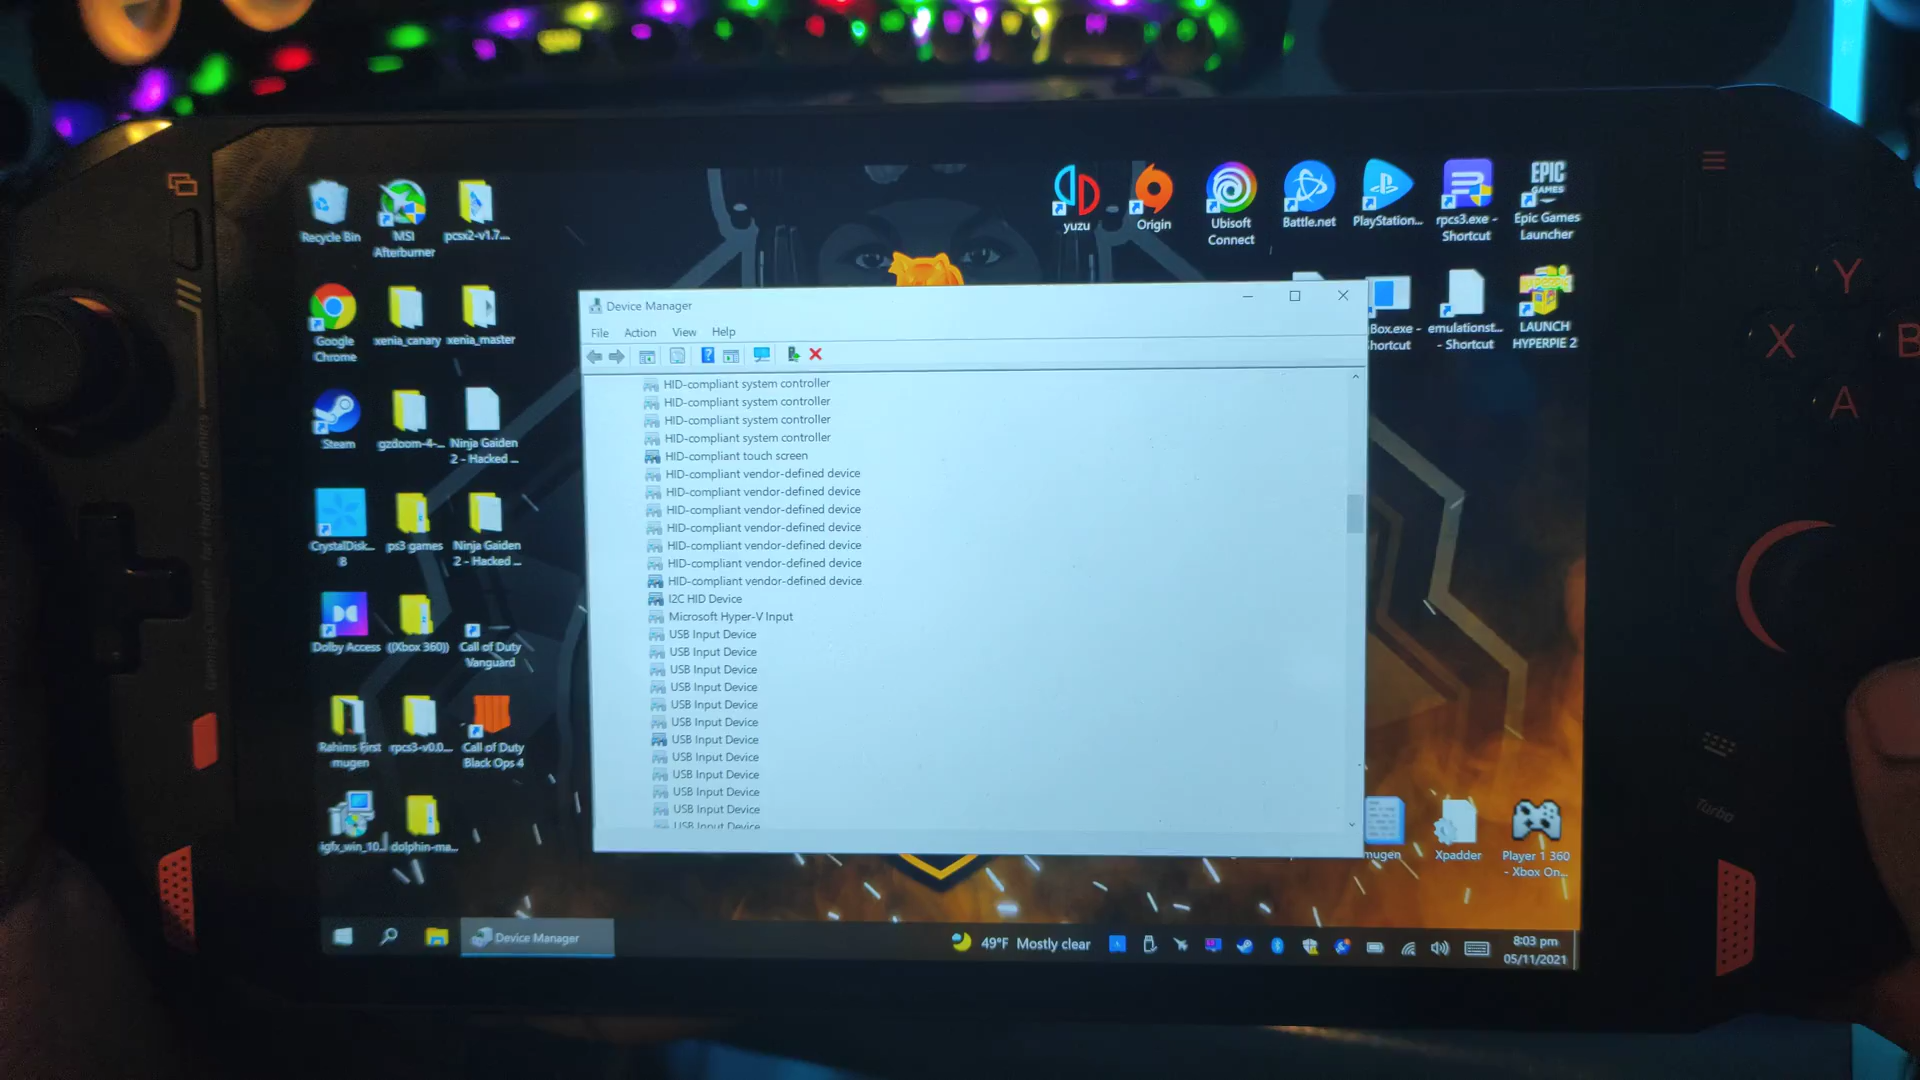 Recycle Bin
MSI
Afterburner
pcsx2-v1.7....
Google
Chrome
xenia_canary
xenia_master
Steam
gzdoom-4-...
Ninja Gaiden
2 - Hacked ...
CrystalDisk...
8
ps3 games
Ninja Gaiden
2 - Hacked ...
Dolby Access
((Xbox 360))
Call of Duty
Vanguard
Rahims First
mugen
rpcs3-v0.0....
Call of Duty
Black Ops 4
igfx_win_10...
dolphin-ma...
yuzu
Origin
Ubisoft
Connect
Battle.net
PlayStation...
rpcs3.exe -
Shortcut
EPIC
GAMES
Epic Games
Launcher
Box.exe -
hortcut
emulationst...
- Shortcut
LAUNCH
HYPERPIE 2
Device Manager
File Action View Help
HID-compliant system controller
HID-compliant system controller
HID-compliant system controller
HID-compliant system controller
HID-compliant touch screen
HID-compliant vendor-defined device
HID-compliant vendor-defined device
HID-compliant vendor-defined device
HID-compliant vendor-defined device
HID-compliant vendor-defined device
HID-compliant vendor-defined device
HID-compliant vendor-defined device
I2C HID Device
Microsoft Hyper-V Input
USB Input Device
USB Input Device
USB Input Device
USB Input Device
USB Input Device
USB Input Device
USB Input Device
USB Input Device
USB Input Device
USB Input Device
USB Input Device
USB Input Device
mugen
Xpadder
Player 1 360
- Xbox On...
Device Manager
49°F Mostly clear
8:03 pm
05/11/2021
Y
X
B
A
Turbo
Gaming Computer for Hardcore Games